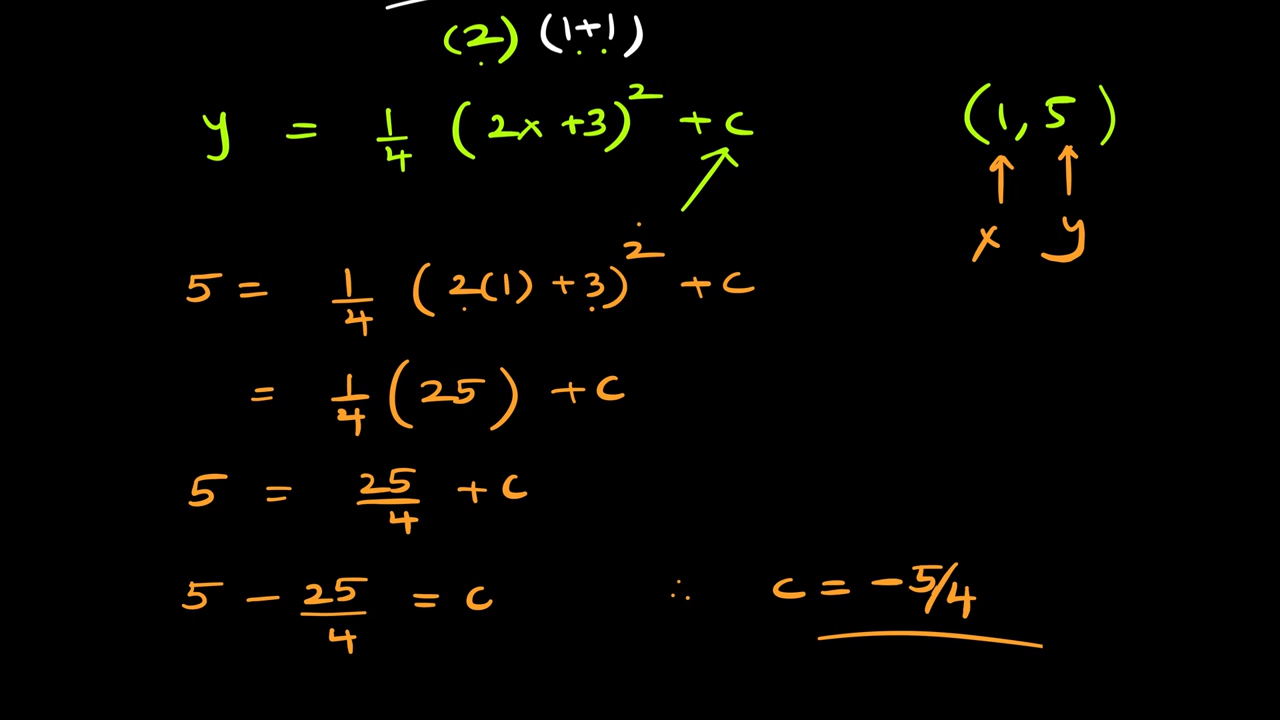 (2) (1+1)
y = 1/4 (2x+3)² + c
(1, 5)
x y
5 = 1/4 (2(1) + 3)² + c
= 1/4 (25) + c
5 = 25/4 + c
5 − 25/4 = c ∴ c = −5/4